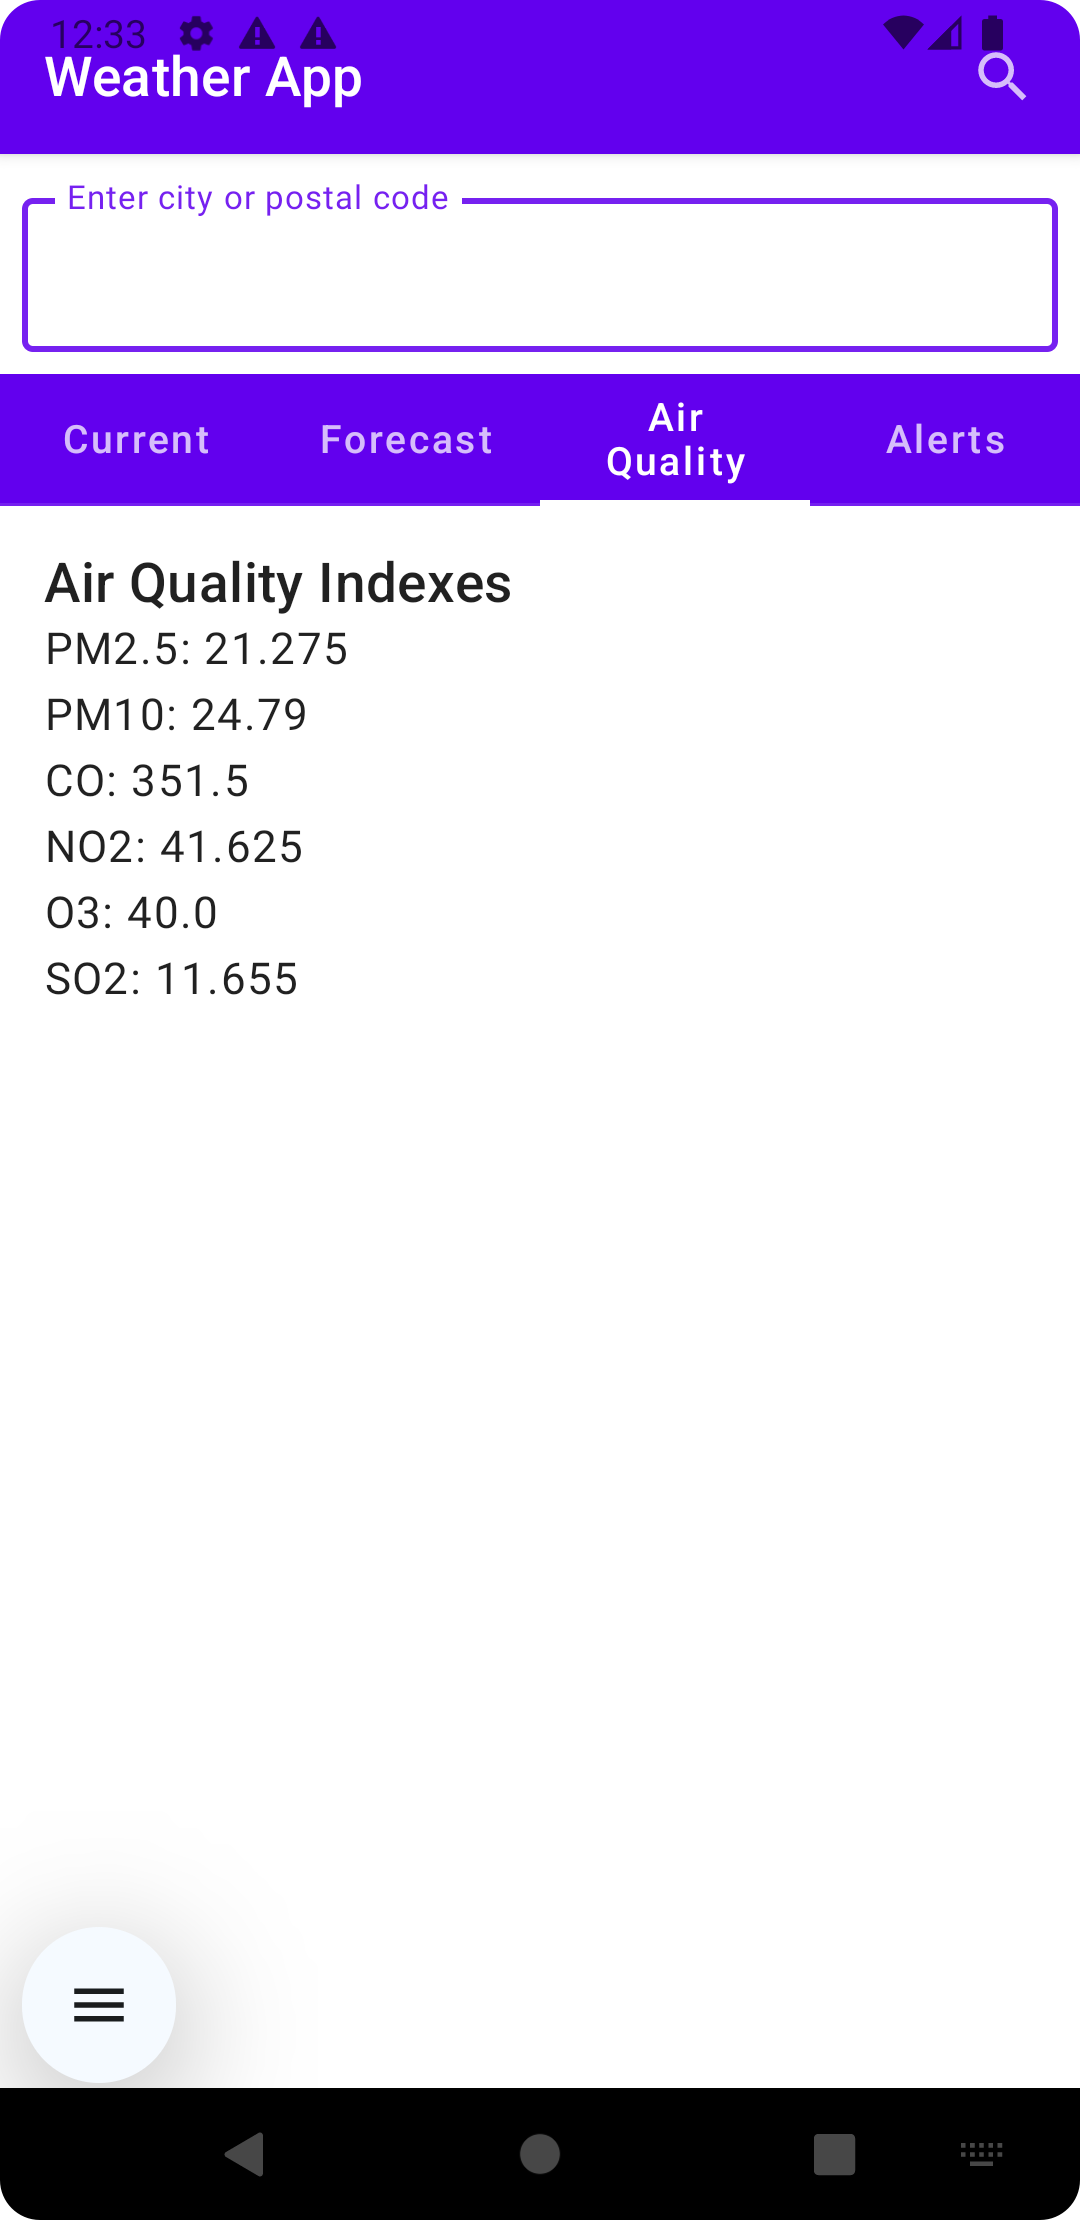 12:33
Weather App
Enter city or postal code
Current
Forecast
Air
Quality
Alerts
Air Quality Indexes
PM2.5: 21.275
PM10: 24.79
CO: 351.5
NO2: 41.625
O3: 40.0
SO2: 11.655